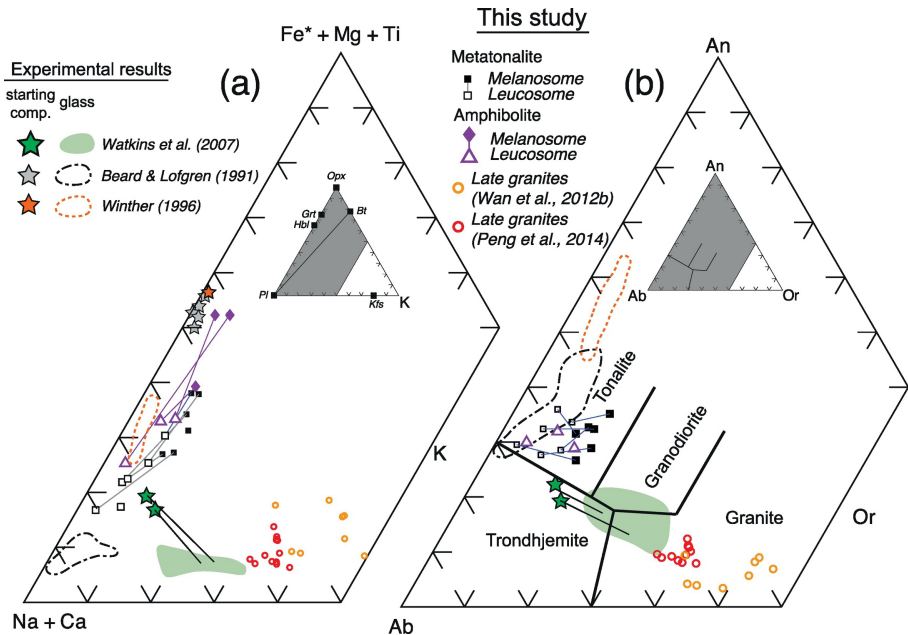 This study
Fe* + Mg + Ti
An
Experimental results
(a)
(b)
starting glass
comp.
Watkins et al. (2007)
Beard & Lofgren (1991)
Winther (1996)
Metatonalite
Melanosome
Leucosome
Amphibolite
Melanosome
Leucosome
Late granites
(Wan et al., 2012b)
Late granites
(Peng et al., 2014)
Opx
Grt
Bt
Hbl
Pl
Kfs
K
An
Ab
Or
Tonalite
Granodiorite
Trondhjemite
Granite
K
Or
Na + Ca
Ab